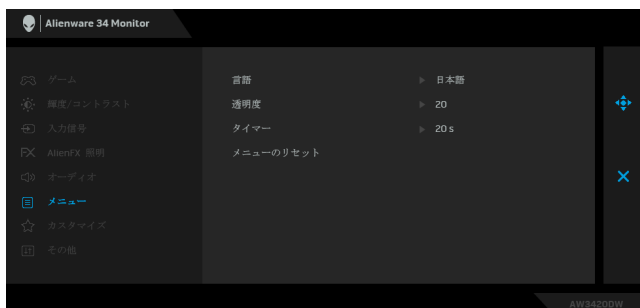 Alienware 34 Monitor
ゲーム
輝度/コントラスト
入力信号
AlienFX 照明
オーディオ
メニュー
カスタマイズ
その他
言語 日本語
透明度 20
タイマー 20 s
メニューのリセット
AW3420DW